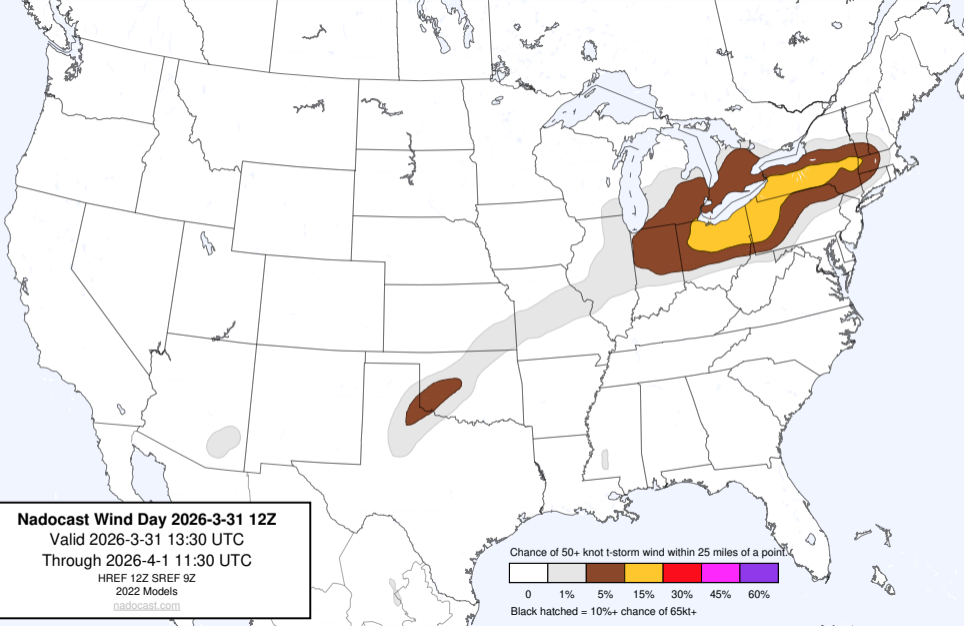 Nadocast Wind Day 2026-3-31 12Z
Valid 2026-3-31 13:30 UTC
Through 2026-4-1 11:30 UTC
HREF 12Z SREF 9Z
2022 Models
nadocast.com
Chance of 50+ knot t-storm wind within 25 miles of a point.
0 1% 5% 15% 30% 45% 60%
Black hatched = 10%+ chance of 65kt+